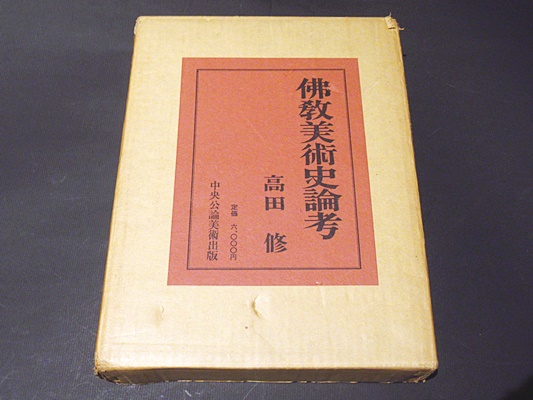 佛教美術史論考
高田 修
定価 六、〇〇〇円
中央公論美術出版